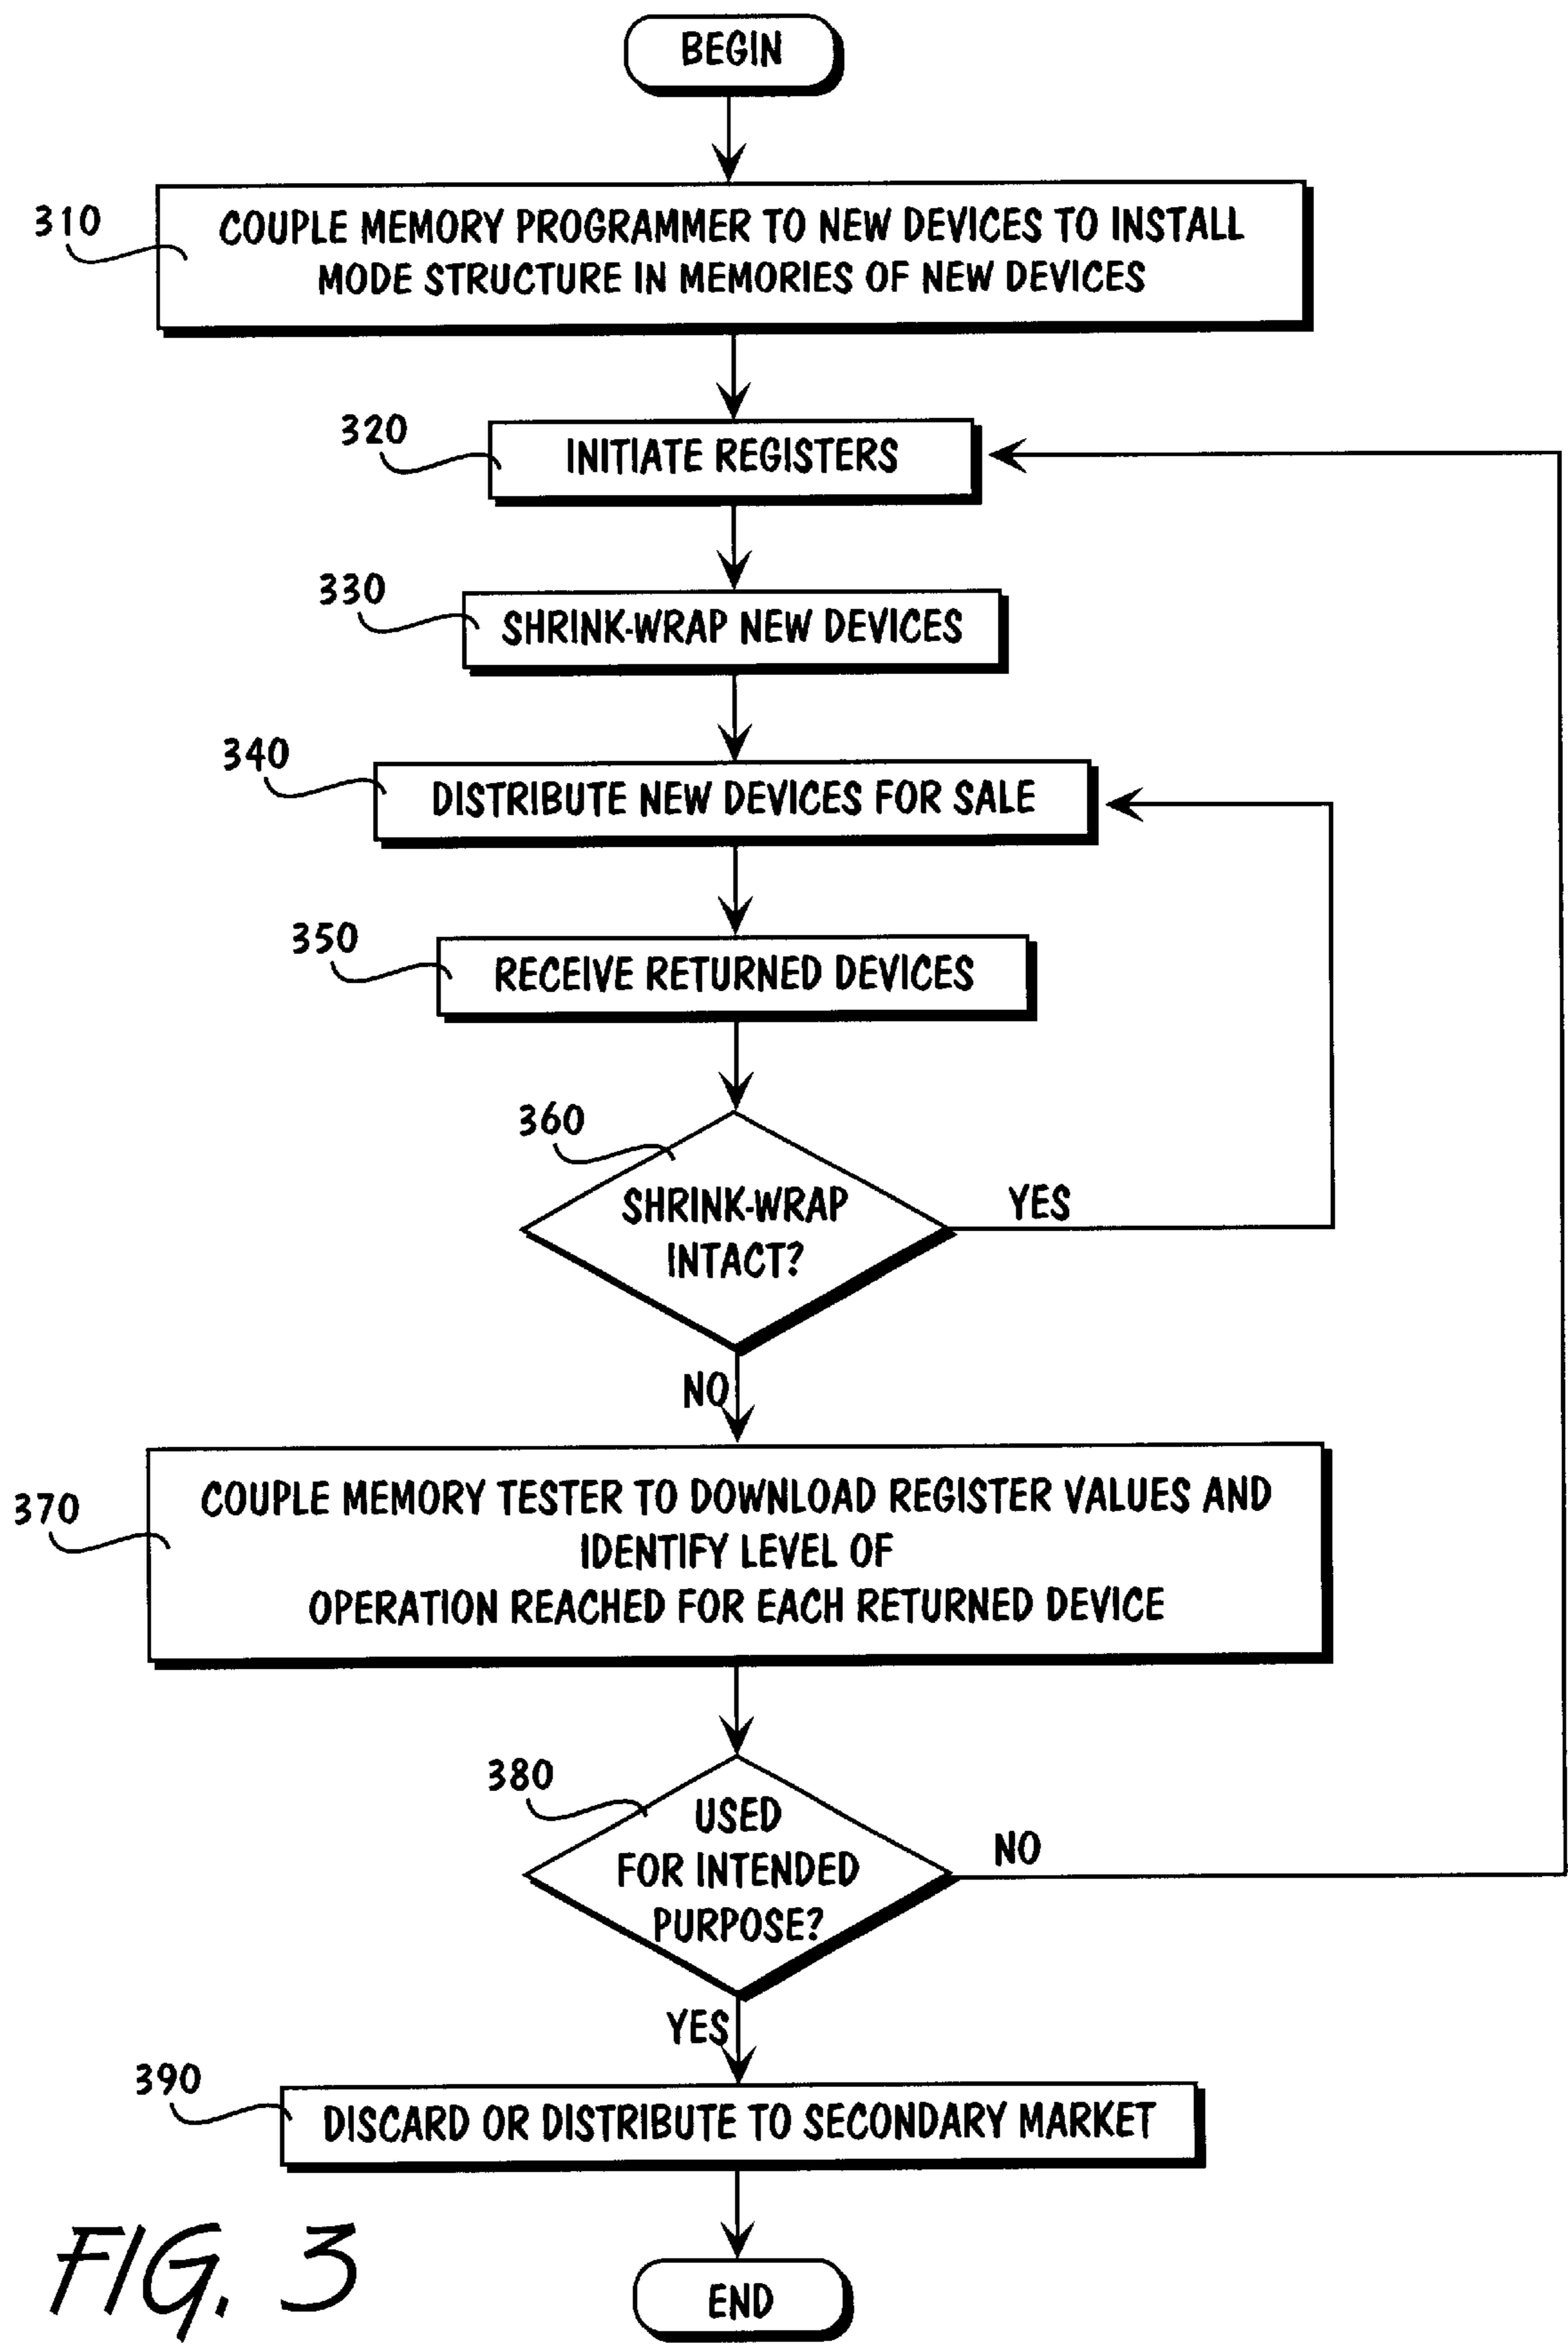 BEGIN
310
COUPLE MEMORY PROGRAMMER TO NEW DEVICES TO INSTALL
MODE STRUCTURE IN MEMORIES OF NEW DEVICES
320
INITIATE REGISTERS
330
SHRINK-WRAP NEW DEVICES
340
DISTRIBUTE NEW DEVICES FOR SALE
350
RECEIVE RETURNED DEVICES
360
SHRINK-WRAP
INTACT?
YES
NO
370
COUPLE MEMORY TESTER TO DOWNLOAD REGISTER VALUES AND
IDENTIFY LEVEL OF
OPERATION REACHED FOR EACH RETURNED DEVICE
380
USED
FOR INTENDED
PURPOSE?
NO
YES
390
DISCARD OR DISTRIBUTE TO SECONDARY MARKET
END
FIG. 3